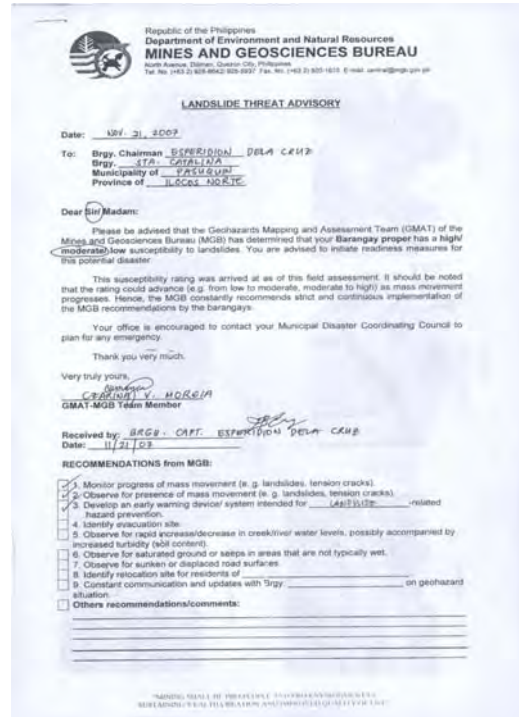 Republic of the Philippines
Department of Environment and Natural Resources
MINES AND GEOSCIENCES BUREAU
North Avenue, Diliman, Quezon City, Philippines
LANDSLIDE THREAT ADVISORY
Date: NOV. 21, 2007
To: Brgy. Chairman ESPERIDION DELA CRUZ
Brgy. STA. CATALINA
Municipality of PASUQUIN
Province of ILOCOS NORTE
Dear Sir/ Madam:
Please be advised that the Geohazards Mapping and Assessment Team (GMAT) of the
Mines and Geosciences Bureau (MGB) has determined that your Barangay proper has a high/
moderate/ low susceptibility to landslides. You are advised to initiate readiness measures for
this potential disaster.
This susceptibility rating was arrived at as of this field assessment. It should be noted
that the rating could advance (e.g. from low to moderate, moderate to high) as mass movement
progresses. Hence, the MGB constantly recommends strict and continuous implementation of
the MGB recommendations by the barangays.
Your office is encouraged to contact your Municipal Disaster Coordinating Council to
plan for any emergency.
Thank you very much.
Very truly yours,
V.
GMAT-MGB Team Member
Received by: BRGY. CAPT. ESPERIDION DELA CRUZ
Date: 11/21/07
RECOMMENDATIONS from MGB:
1. Monitor progress of mass movement (e. g. landslides, tension cracks).
2. Observe for presence of mass movement (e. g. landslides, tension cracks).
3. Develop an early warning device/ system intended for LANDSLIDE -related
hazard prevention.
4. Identify evacuation site.
5. Observe for rapid increase/decrease in creek/river water levels, possibly accompanied by
increased turbidity (soil content).
6. Observe for saturated ground or seeps in areas that are not typically wet.
7. Observe for sunken or displaced road surfaces.
8. Identify relocation site for residents of
9. Constant communication and updates with Brgy. on geohazard
situation.
Others recommendations/comments: